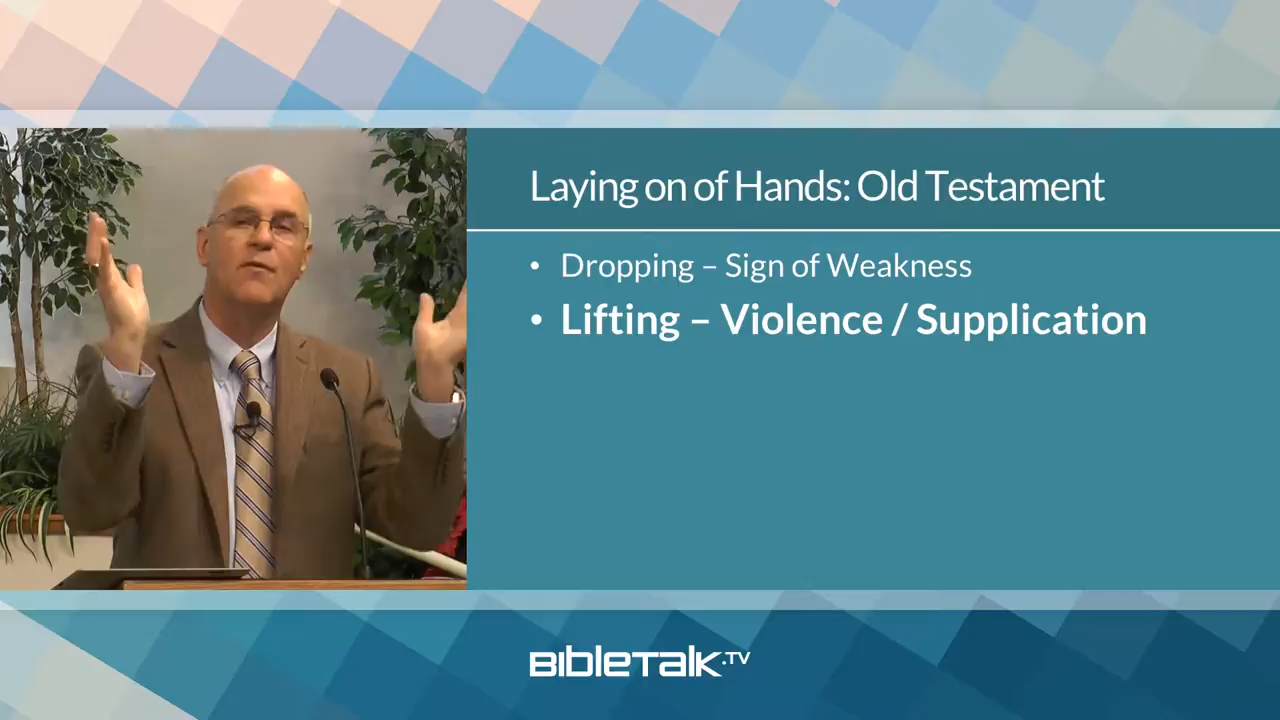 Laying on of Hands: Old Testament
• Dropping – Sign of Weakness
• Lifting – Violence / Supplication
BIBLETALK.TV